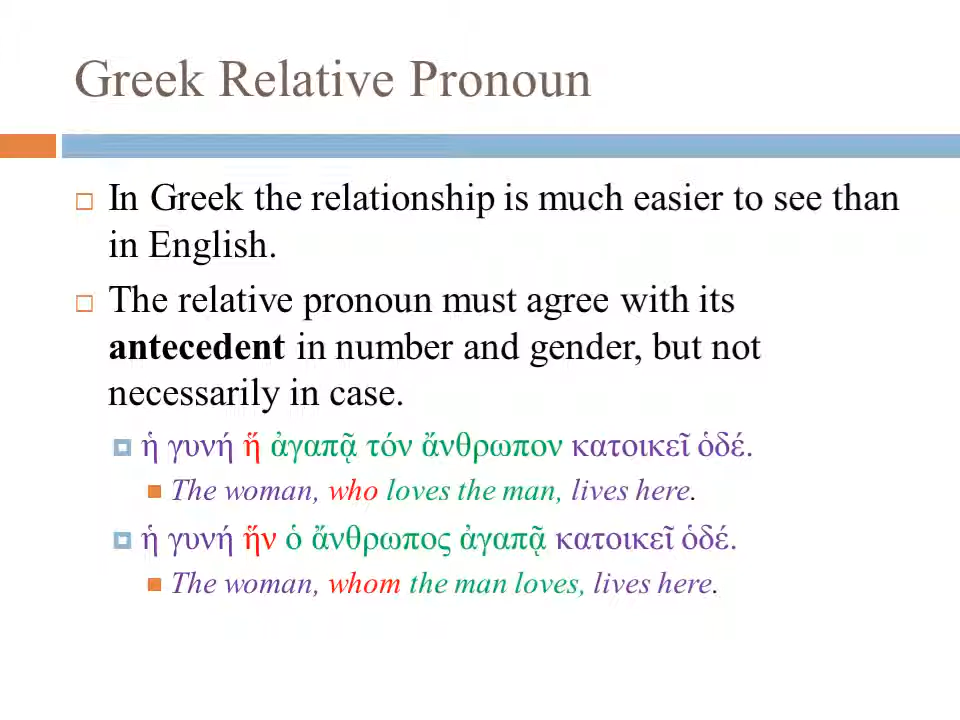 Greek Relative Pronoun
In Greek the relationship is much easier to see than
in English.
The relative pronoun must agree with its
antecedent in number and gender, but not
necessarily in case.
ἡ γυνή ἥ ἀγαπᾷ τόν ἄνθρωπον κατοικεῖ ὁδέ.
The woman, who loves the man, lives here.
ἡ γυνή ἥν ὁ ἄνθρωπος ἀγαπᾷ κατοικεῖ ὁδέ.
The woman, whom the man loves, lives here.